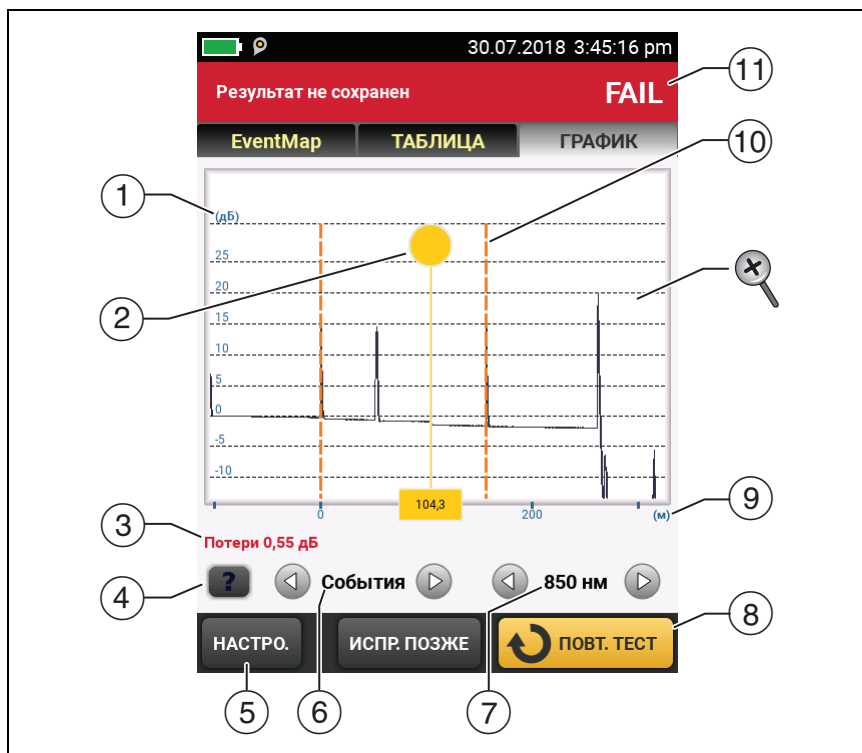 30.07.2018 3:45:16 pm
Результат не сохранен FAIL
EventMap ТАБЛИЦА ГРАФИК
(дБ)
25
20
15
10
5
0
-5
-10
0 104,3 200 (м)
Потери 0,55 дБ
? События 850 нм
НАСТРО. ИСПР. ПОЗЖЕ ПОВТ. ТЕСТ
1
2
3
4
5
6
7
8
9
10
11